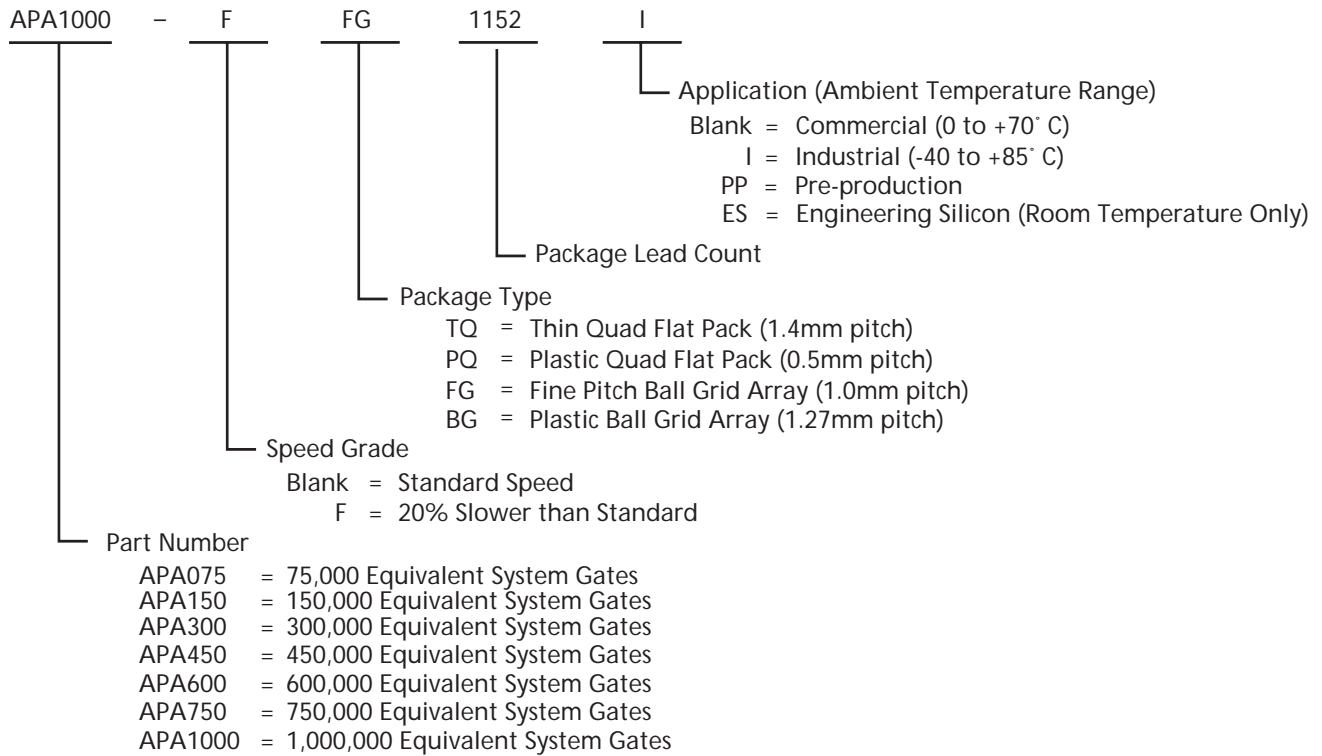 APA1000 – F FG 1152 I
Application (Ambient Temperature Range)
Blank = Commercial (0 to +70˚ C)
I = Industrial (-40 to +85˚ C)
PP = Pre-production
ES = Engineering Silicon (Room Temperature Only)
Package Lead Count
Package Type
TQ = Thin Quad Flat Pack (1.4mm pitch)
PQ = Plastic Quad Flat Pack (0.5mm pitch)
FG = Fine Pitch Ball Grid Array (1.0mm pitch)
BG = Plastic Ball Grid Array (1.27mm pitch)
Speed Grade
Blank = Standard Speed
F = 20% Slower than Standard
Part Number
APA075 = 75,000 Equivalent System Gates
APA150 = 150,000 Equivalent System Gates
APA300 = 300,000 Equivalent System Gates
APA450 = 450,000 Equivalent System Gates
APA600 = 600,000 Equivalent System Gates
APA750 = 750,000 Equivalent System Gates
APA1000 = 1,000,000 Equivalent System Gates